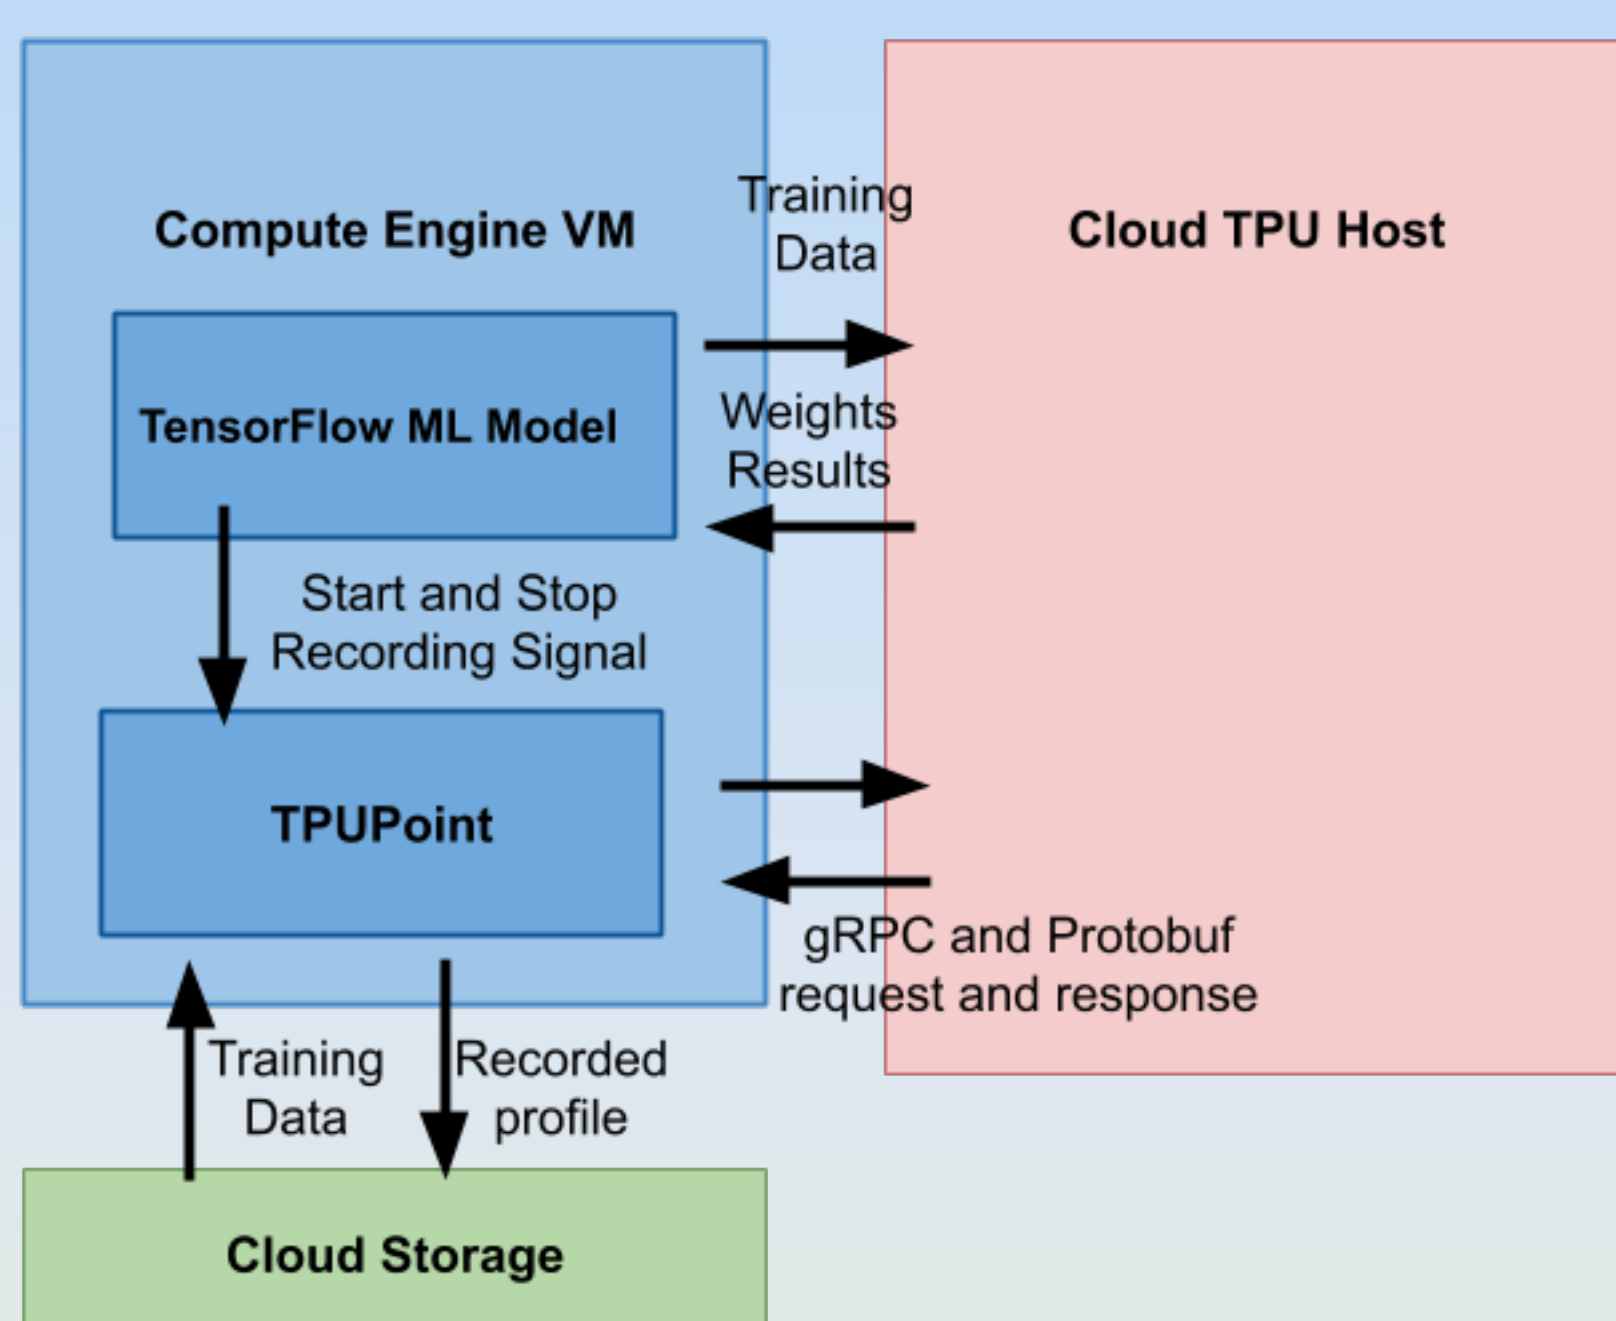 Compute Engine VM
Training
Data
Cloud TPU Host
TensorFlow ML Model
Weights
Results
Start and Stop
Recording Signal
TPUPoint
gRPC and Protobuf
request and response
Training
Data
Recorded
profile
Cloud Storage